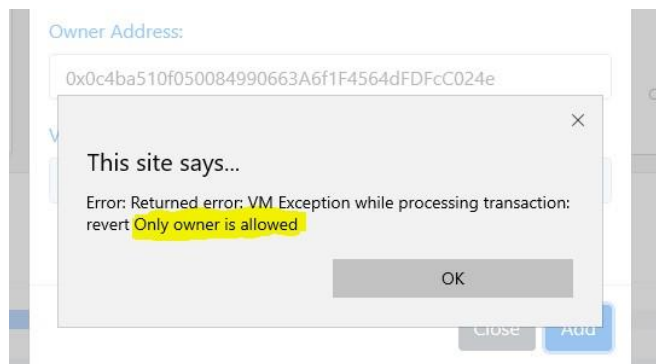 Owner Address:
0x0c4ba510f050084990663A6f1F4564dFDFcC024e
V
This site says...
Error: Returned error: VM Exception while processing transaction:
revert Only owner is allowed
OK
Close Add